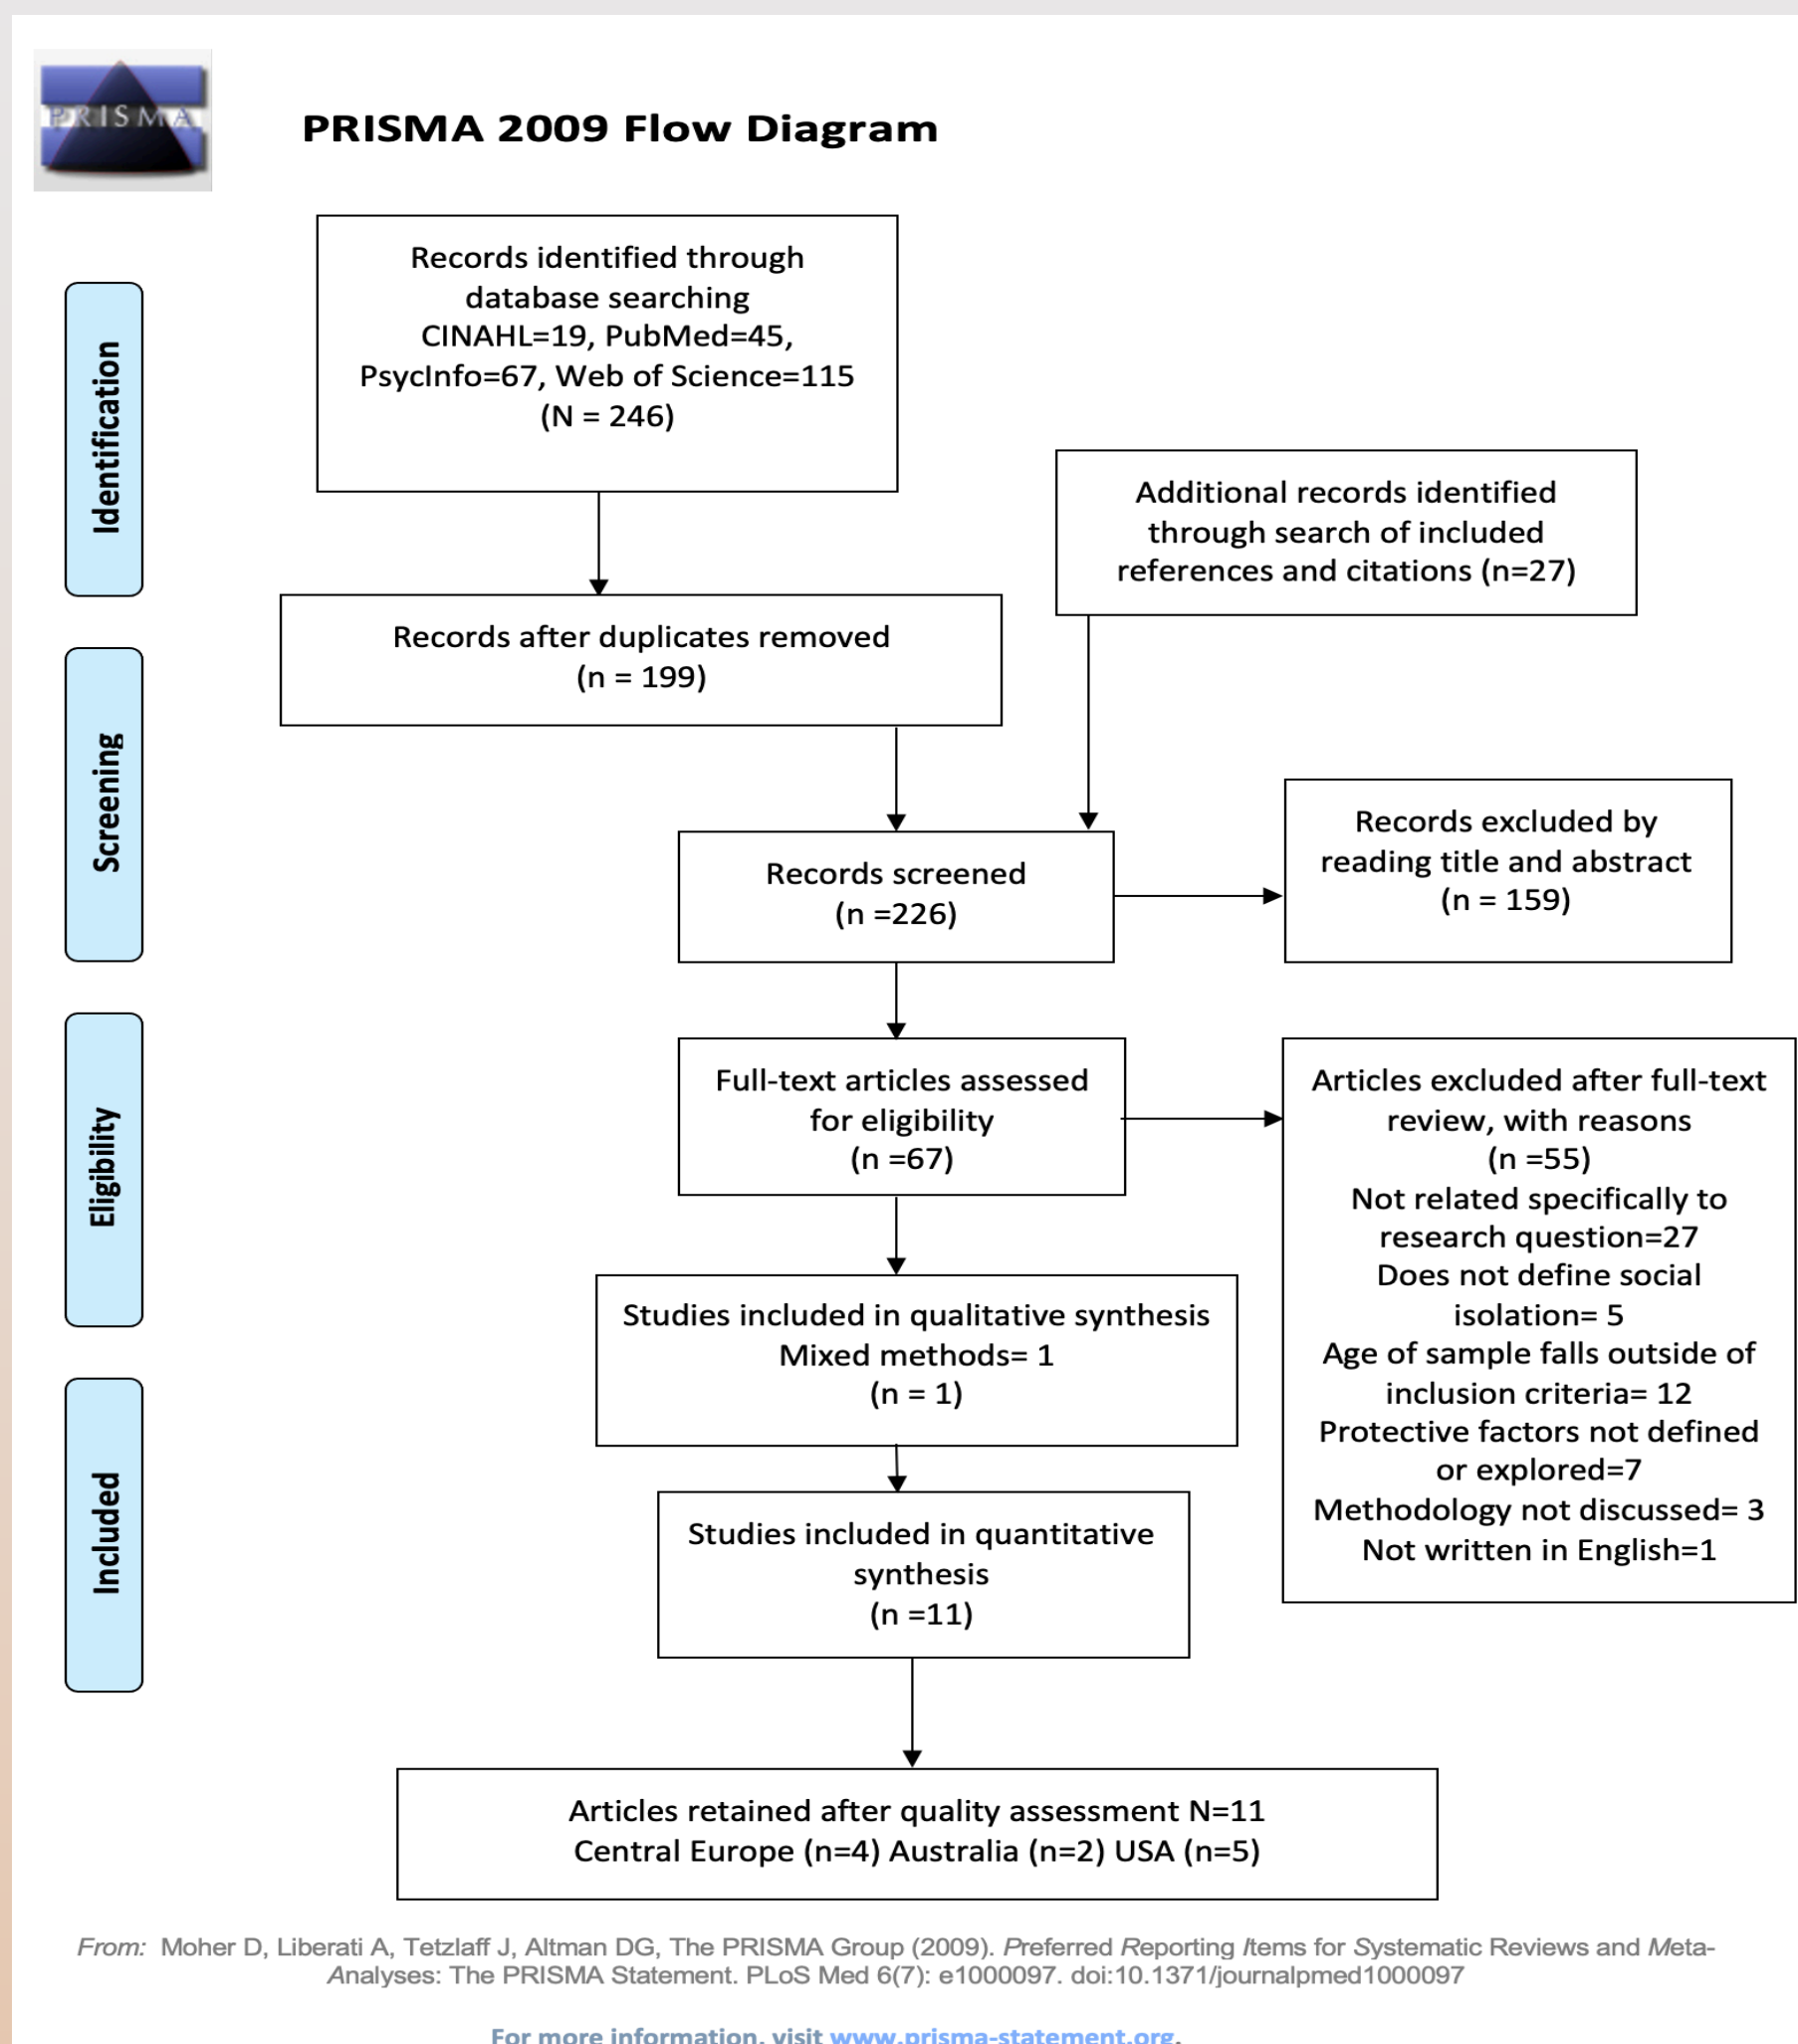 PRISMA
PRISMA 2009 Flow Diagram
Identification
Records identified through
database searching
CINAHL=19, PubMed=45,
PsycInfo=67, Web of Science=115
(N = 246)
Additional records identified
through search of included
references and citations (n=27)
Screening
Records after duplicates removed
(n = 199)
Records screened
(n =226)
Records excluded by
reading title and abstract
(n = 159)
Eligibility
Full-text articles assessed
for eligibility
(n =67)
Articles excluded after full-text
review, with reasons
(n =55)
Not related specifically to
research question=27
Does not define social
isolation= 5
Age of sample falls outside of
inclusion criteria= 12
Protective factors not defined
or explored=7
Methodology not discussed= 3
Not written in English=1
Studies included in qualitative synthesis
Mixed methods= 1
(n = 1)
Included
Studies included in quantitative
synthesis
(n =11)
Articles retained after quality assessment N=11
Central Europe (n=4) Australia (n=2) USA (n=5)
From: Moher D, Liberati A, Tetzlaff J, Altman DG, The PRISMA Group (2009). Preferred Reporting Items for Systematic Reviews and Meta-
Analyses: The PRISMA Statement. PLoS Med 6(7): e1000097. doi:10.1371/journalpmed1000097
For more information, visit www.prisma-statement.org.